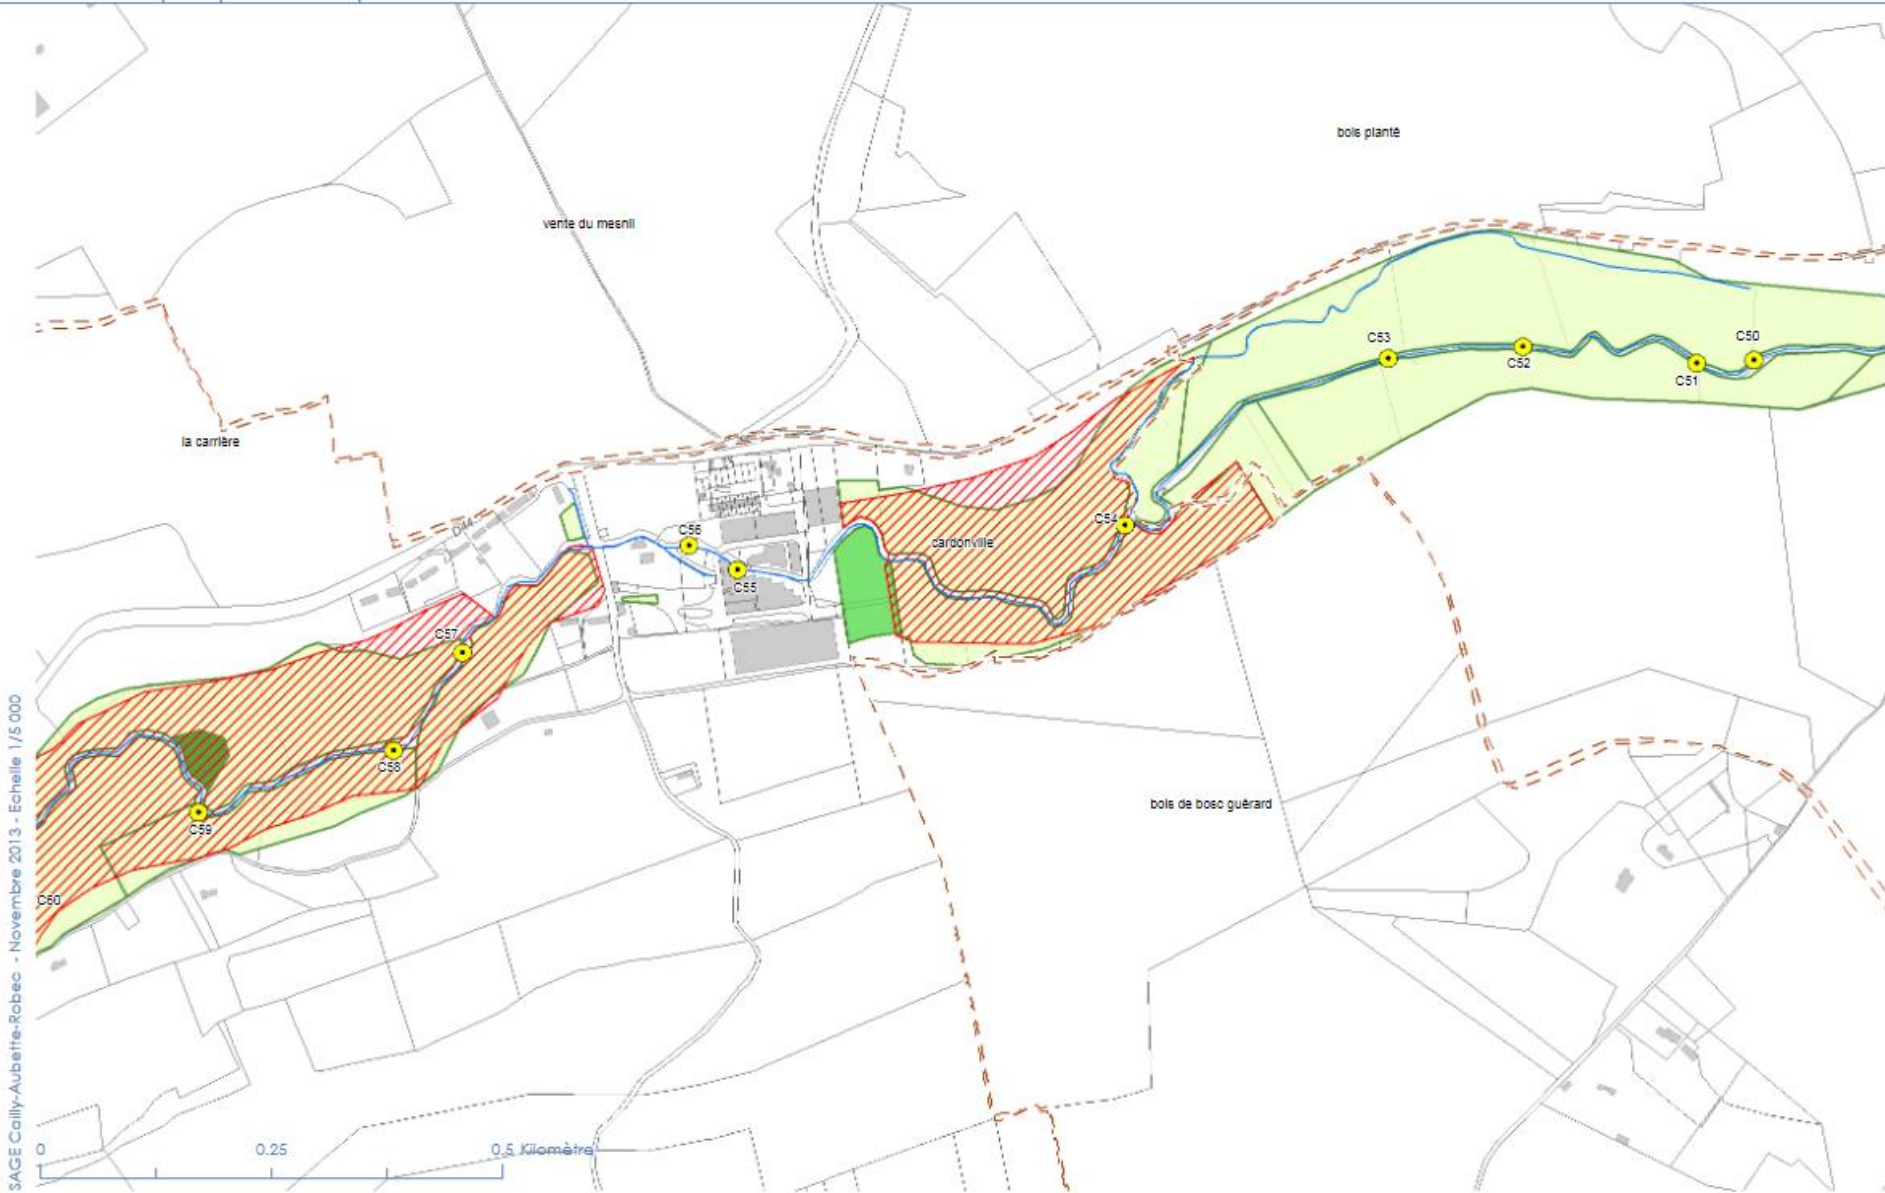 bois planté
vente du mesnil
C53
C50
C52
C51
la carrière
D44
C54
C56
cardonville
C55
C57
C58
bois de bosc guérard
C59
C60
SAGE Cailly-Aubette-Robec - Novembre 2013 - Echelle 1/5 000
0 0.25 0.5 Kilomètre